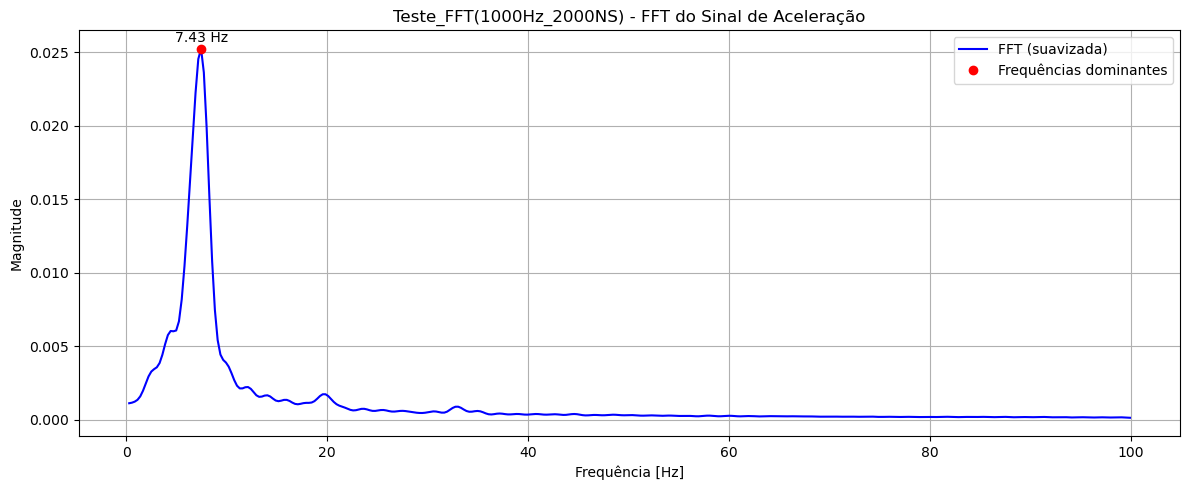 Teste_FFT(1000Hz_2000NS) - FFT do Sinal de Aceleração
7.43 Hz
FFT (suavizada)
Frequências dominantes
Magnitude
0.025
0.020
0.015
0.010
0.005
0.000
0 20 40 60 80 100
Frequência [Hz]